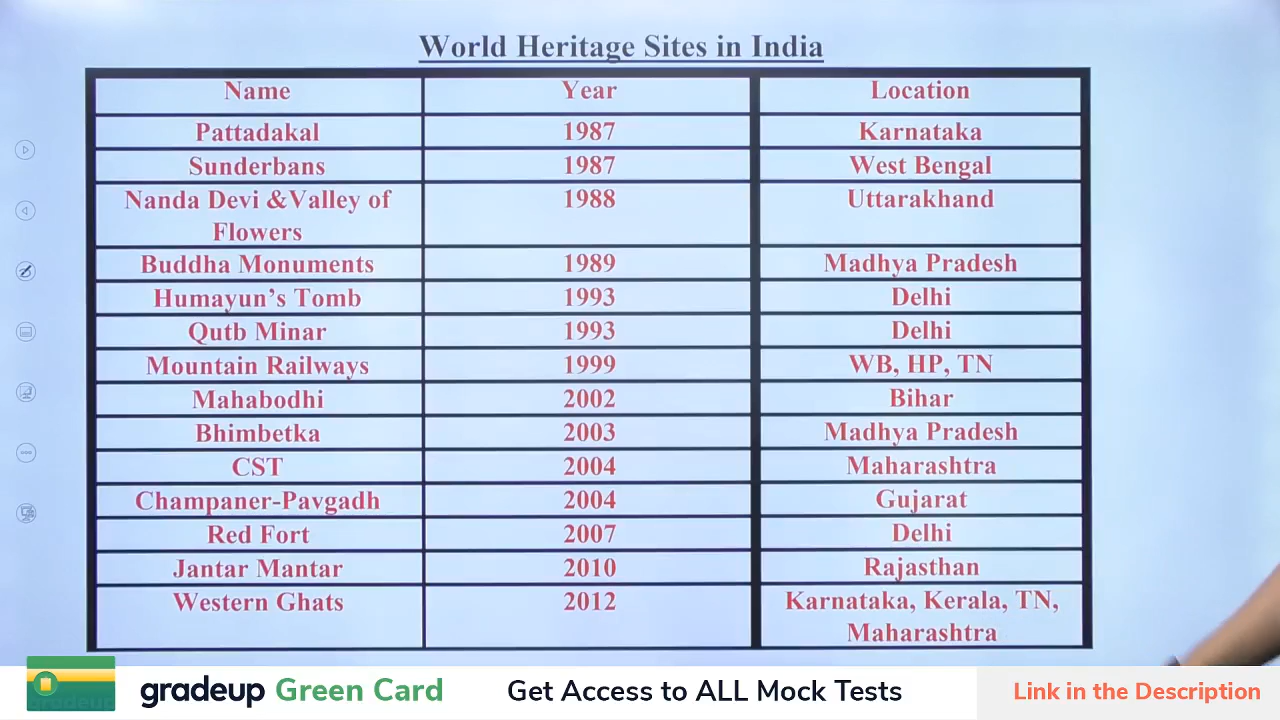 World Heritage Sites in India
Name Year Location
Pattadakal 1987 Karnataka
Sunderbans 1987 West Bengal
Nanda Devi &Valley of 1988 Uttarakhand
Flowers
Buddha Monuments 1989 Madhya Pradesh
Humayun's Tomb 1993 Delhi
Qutb Minar 1993 Delhi
Mountain Railways 1999 WB, HP, TN
Mahabodhi 2002 Bihar
Bhimbetka 2003 Madhya Pradesh
CST 2004 Maharashtra
Champaner-Pavgadh 2004 Gujarat
Red Fort 2007 Delhi
Jantar Mantar 2010 Rajasthan
Western Ghats 2012 Karnataka, Kerala, TN,
Maharashtra
gradeup Green Card Get Access to ALL Mock Tests Link in the Description